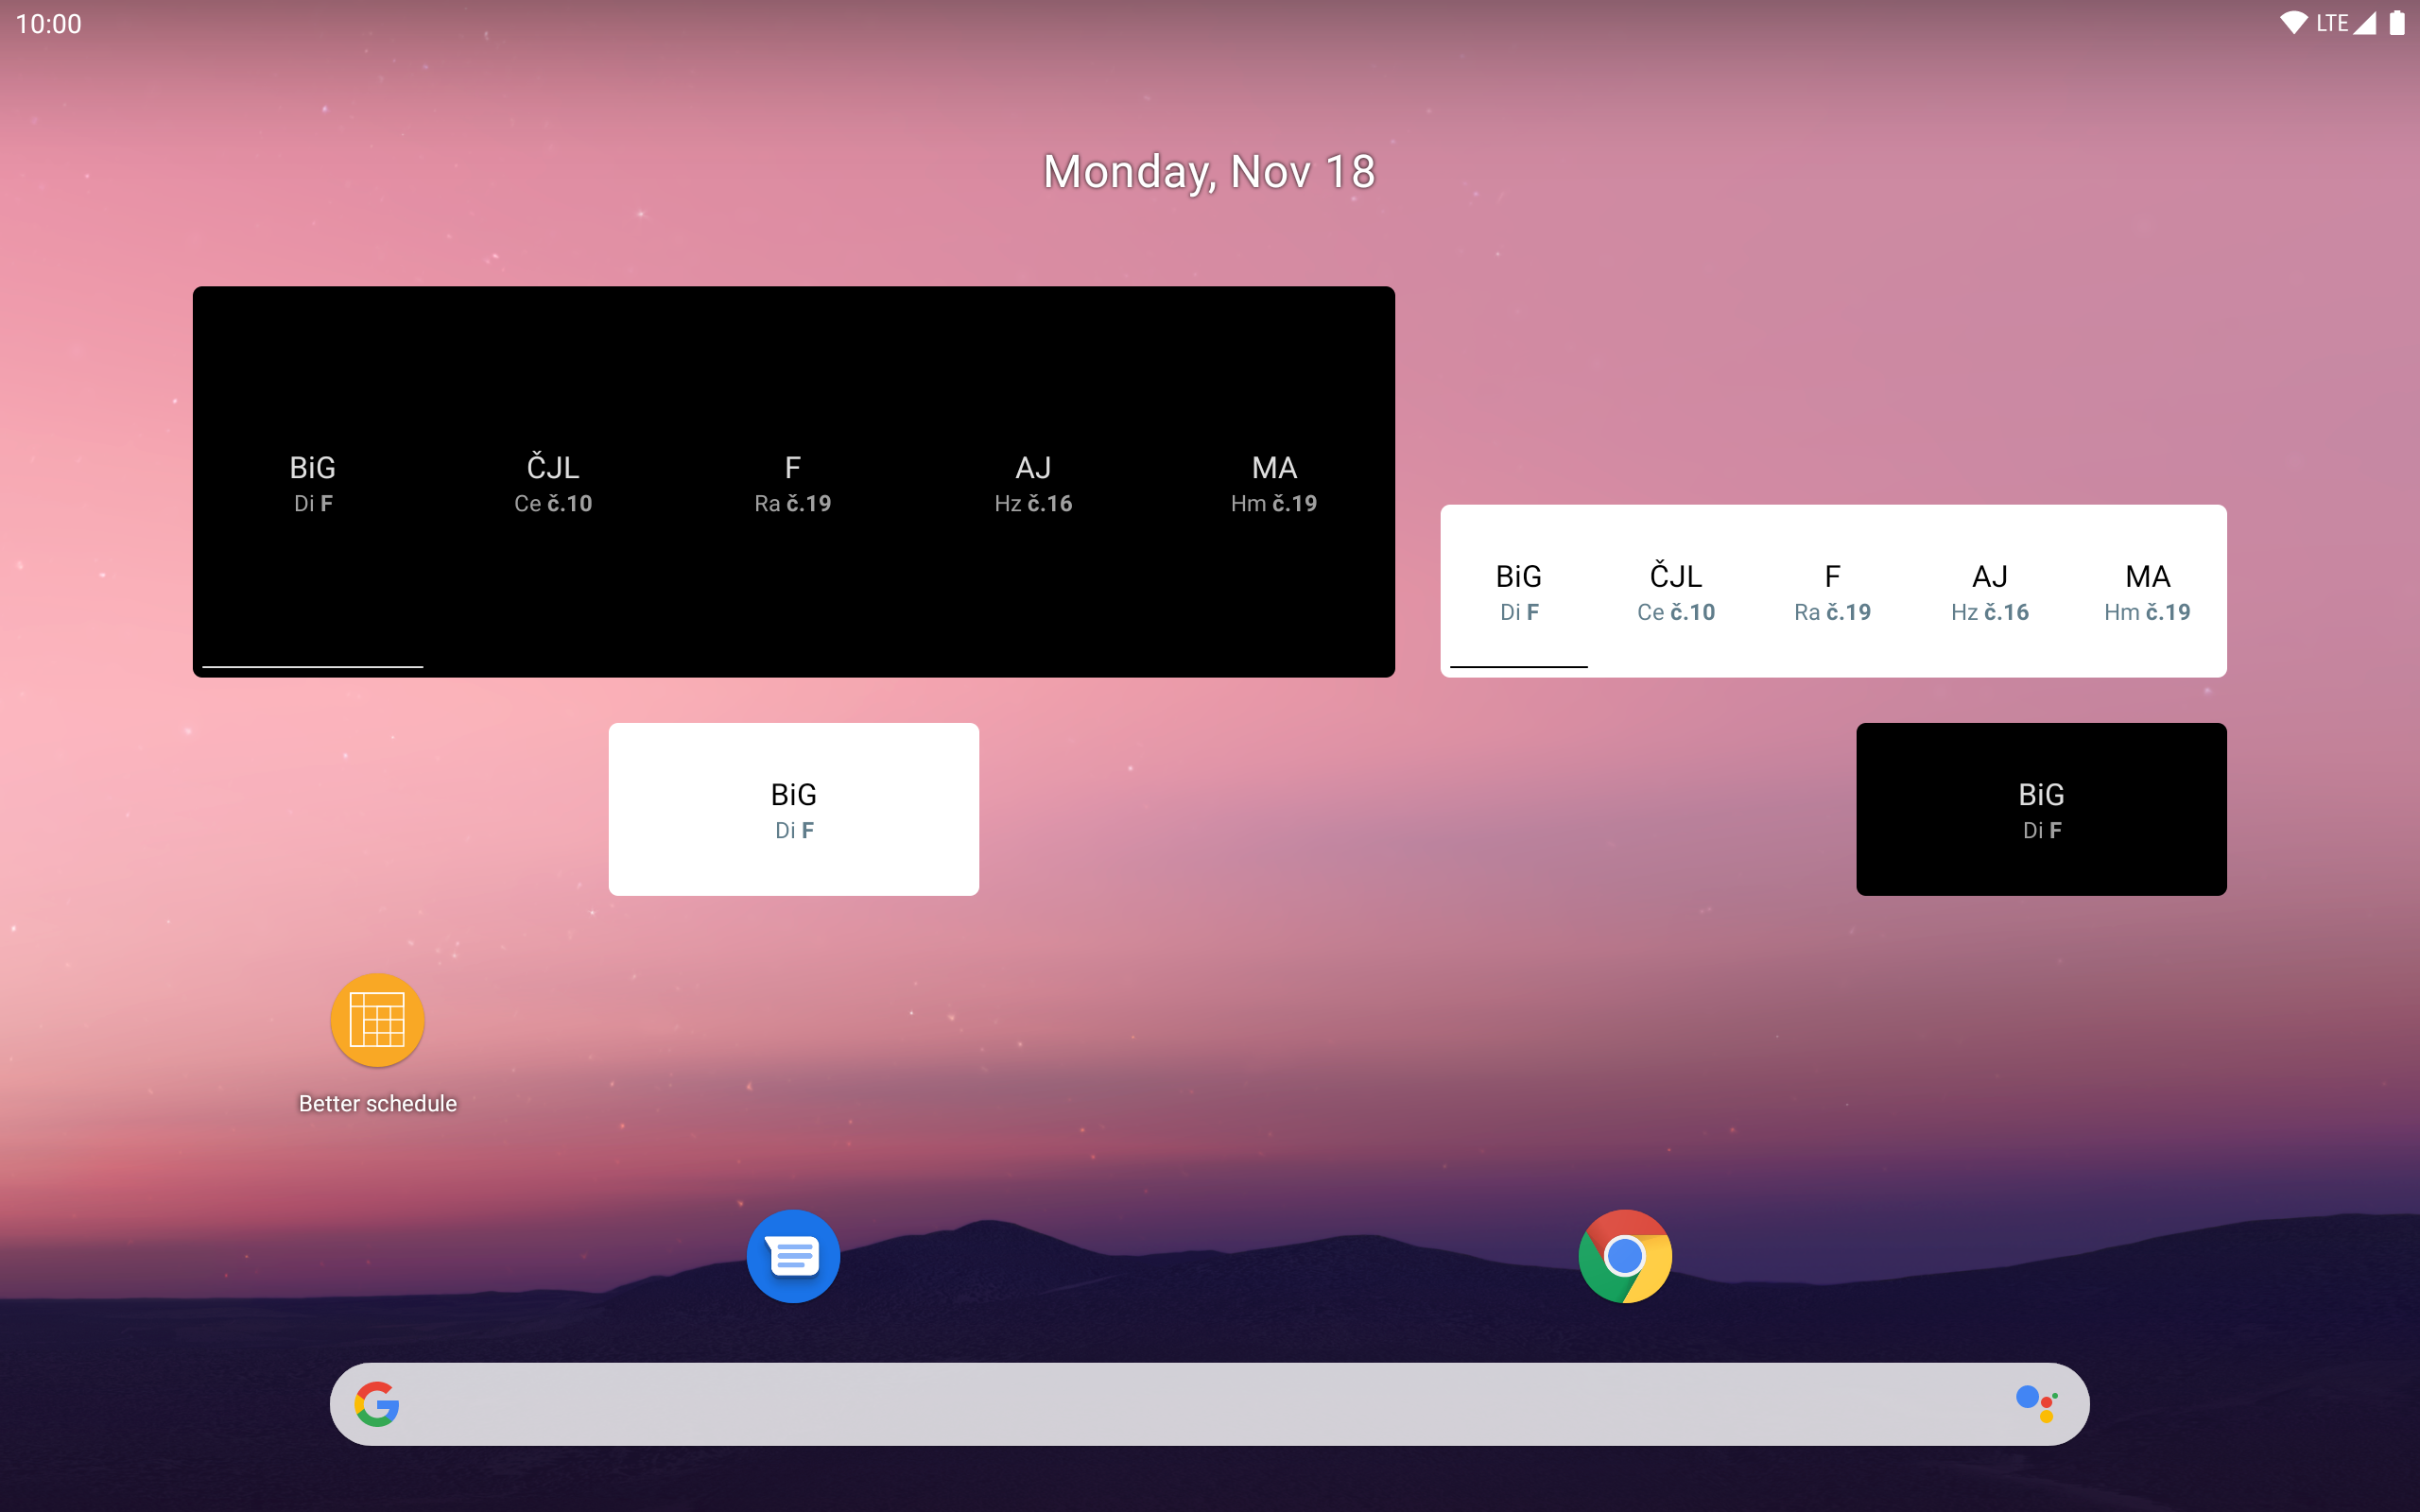 10:00
LTE
Monday, Nov 18
BiG ČJL F AJ MA
Di F Ce č.10 Ra č.19 Hz č.16 Hm č.19
BiG ČJL F AJ MA
Di F Ce č.10 Ra č.19 Hz č.16 Hm č.19
BiG
Di F
BiG
Di F
Better schedule